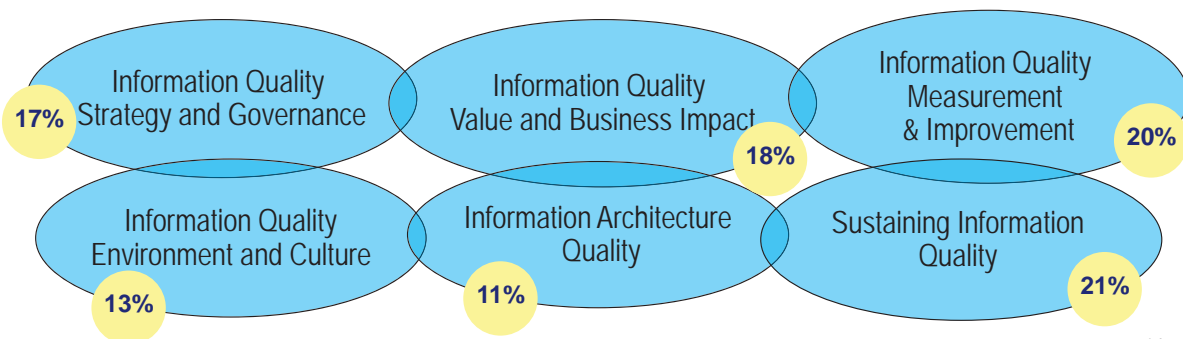 Information Quality
Strategy and Governance
17%
Information Quality
Value and Business Impact
18%
Information Quality
Measurement
& Improvement
20%
Information Quality
Environment and Culture
13%
Information Architecture
Quality
11%
Sustaining Information
Quality
21%